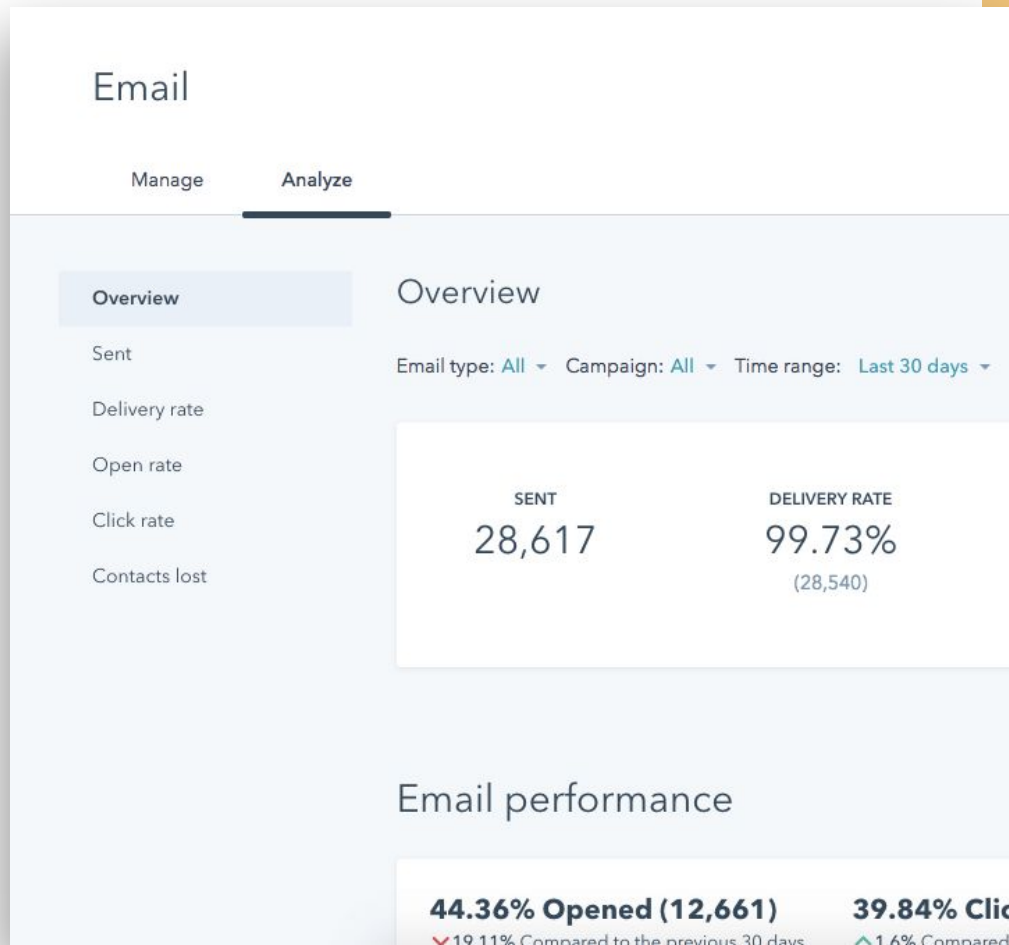 Email
Manage Analyze
Overview
Sent
Delivery rate
Open rate
Click rate
Contacts lost
Overview
Email type: All Campaign: All Time range: Last 30 days
SENT
28,617
DELIVERY RATE
99.73%
(28,540)
Email performance
44.36% Opened (12,661)
19.11% Compared to the previous 30 days
39.84%
1.6% Compared